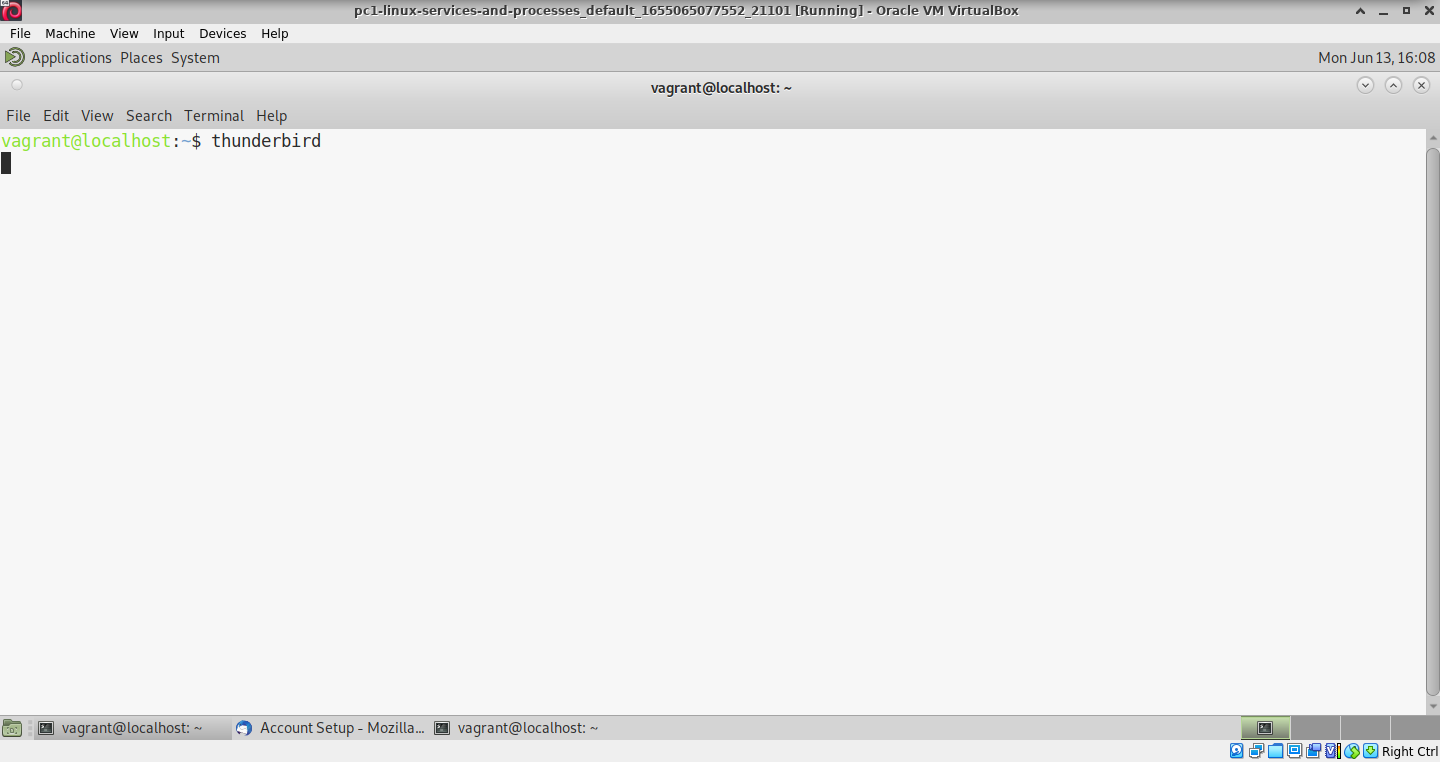 pc1-linux-services-and-processes_default_1655065077552_21101 [Running] - Oracle VM VirtualBox
File Machine View Input Devices Help
Applications Places System Mon Jun 13, 16:08
vagrant@localhost: ~
File Edit View Search Terminal Help
vagrant@localhost:~$ thunderbird
vagrant@localhost: ~ Account Setup - Mozilla... vagrant@localhost: ~
Right Ctrl